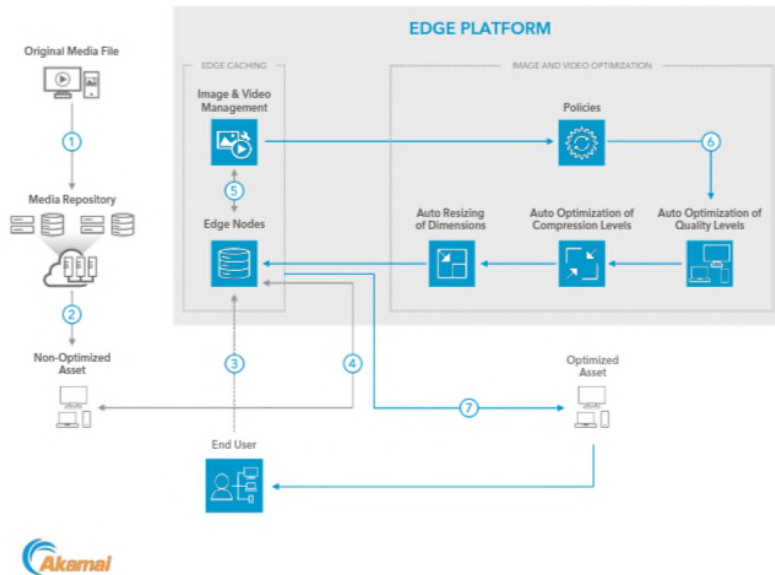 EDGE PLATFORM
Original Media File
EDGE CACHING
IMAGE AND VIDEO OPTIMIZATION
Image & Video
Management
Policies
1
6
5
Media Repository
Edge Nodes
Auto Resizing
of Dimensions
Auto Optimization of
Compression Levels
Auto Optimization of
Quality Levels
2
3
4
Non-Optimized
Asset
Optimized
Asset
7
End User
Akamai